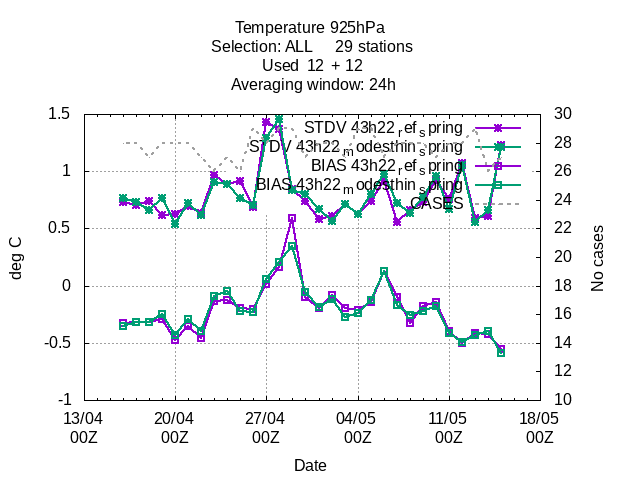 Temperature 925hPa
Selection: ALL 29 stations
Used 12 + 12
Averaging window: 24h
1.5
1
0.5
0
-0.5
-1
deg C
30
28
26
24
22
20
18
16
14
12
10
No cases
STDV 43h22_ref_spring
STDV 43h22_modesthin_spring
BIAS 43h22_ref_spring
BIAS 43h22_modesthin_spring
CASES
13/04 20/04 27/04 04/05 11/05 18/05
00Z 00Z 00Z 00Z 00Z 00Z
Date